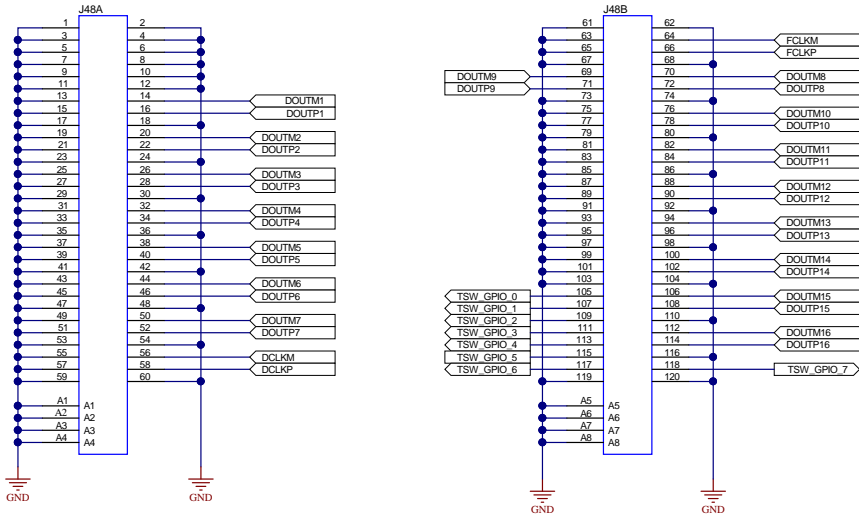 J48A
1 2
3 4
5 6
7 8
9 10
11 12
13 14 DOUTM1
15 16 DOUTP1
17 18
19 20 DOUTM2
21 22 DOUTP2
23 24
25 26 DOUTM3
27 28 DOUTP3
29 30
31 32 DOUTM4
33 34 DOUTP4
35 36
37 38 DOUTM5
39 40 DOUTP5
41 42
43 44 DOUTM6
45 46 DOUTP6
47 48
49 50 DOUTM7
51 52 DOUTP7
53 54
55 56 DCLKM
57 58 DCLKP
59 60
A1 A1
A2 A2
A3 A3
A4 A4
GND GND
J48B
61 62
63 64 FCLKM
65 66 FCLKP
67 68
DOUTM9 69 70 DOUTM8
DOUTP9 71 72 DOUTP8
73 74
75 76 DOUTM10
77 78 DOUTP10
79 80
81 82 DOUTM11
83 84 DOUTP11
85 86
87 88 DOUTM12
89 90 DOUTP12
91 92
93 94 DOUTM13
95 96 DOUTP13
97 98
99 100 DOUTM14
101 102 DOUTP14
103 104
TSW_GPIO_0 105 106 DOUTM15
TSW_GPIO_1 107 108 DOUTP15
TSW_GPIO_2 109 110
TSW_GPIO_3 111 112 DOUTM16
TSW_GPIO_4 113 114 DOUTP16
TSW_GPIO_5 115 116
TSW_GPIO_6 117 118 TSW_GPIO_7
119 120
A5 A5
A6 A6
A7 A7
A8 A8
GND GND